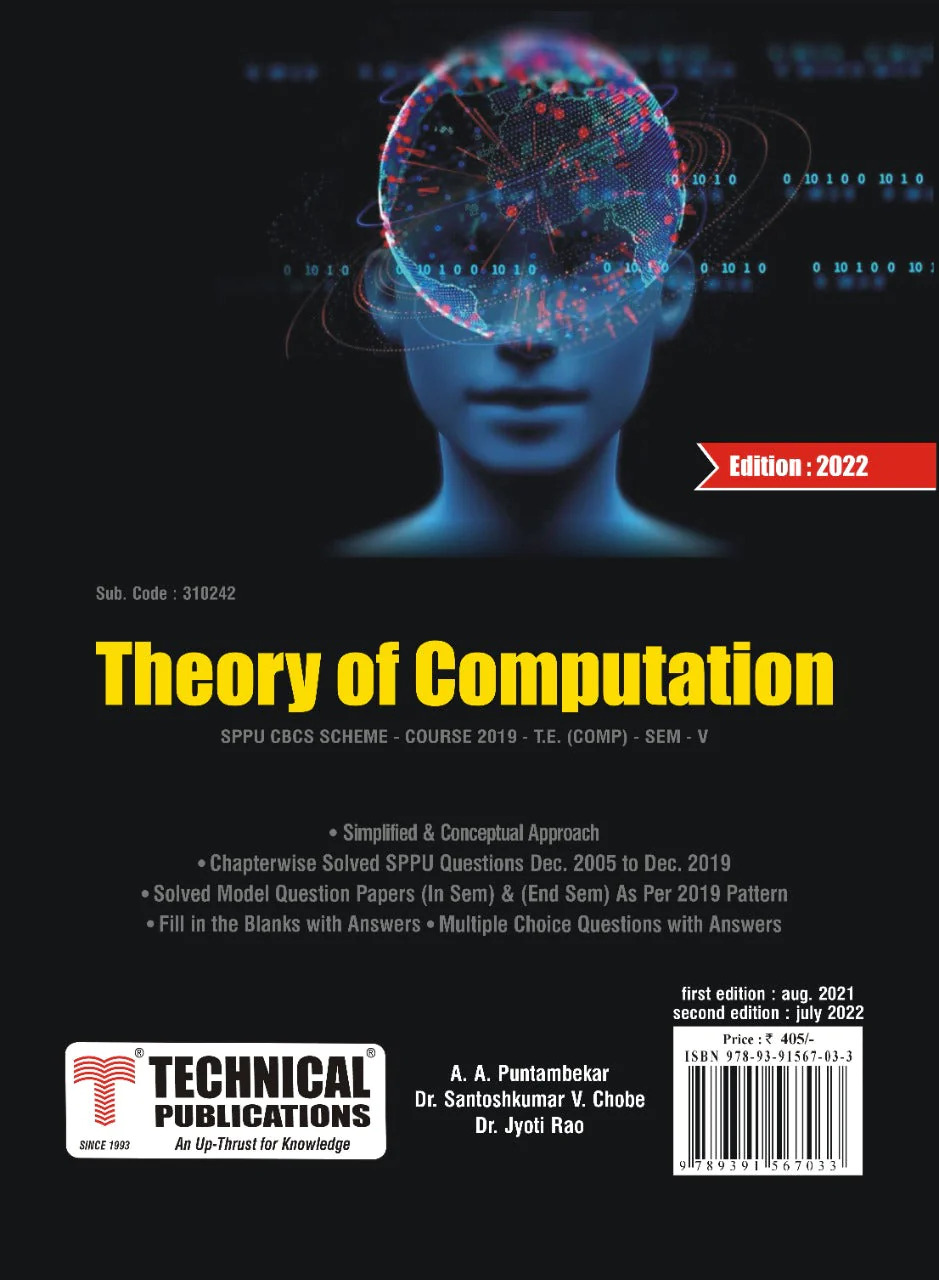 0 10 1 0
0 10 1 0 0 10 1 0
0 10 1 0
0 10 1 0 0 10 1 0
0 10 1 0
0 10 1 0
0 10 1 0 0 10 1
Edition : 2022
Sub. Code : 310242
Theory of Computation
SPPU CBCS SCHEME - COURSE 2019 - T.E. (COMP) - SEM - V
• Simplified & Conceptual Approach
• Chapterwise Solved SPPU Questions Dec. 2005 to Dec. 2019
• Solved Model Question Papers (In Sem) & (End Sem) As Per 2019 Pattern
• Fill in the Blanks with Answers • Multiple Choice Questions with Answers
first edition : aug. 2021
second edition : july 2022
Price : ₹ 405/-
ISBN 978-93-91567-03-3
9 789391 567033
® TECHNICAL ®
PUBLICATIONS
SINCE 1993 An Up-Thrust for Knowledge
A. A. Puntambekar
Dr. Santoshkumar V. Chobe
Dr. Jyoti Rao